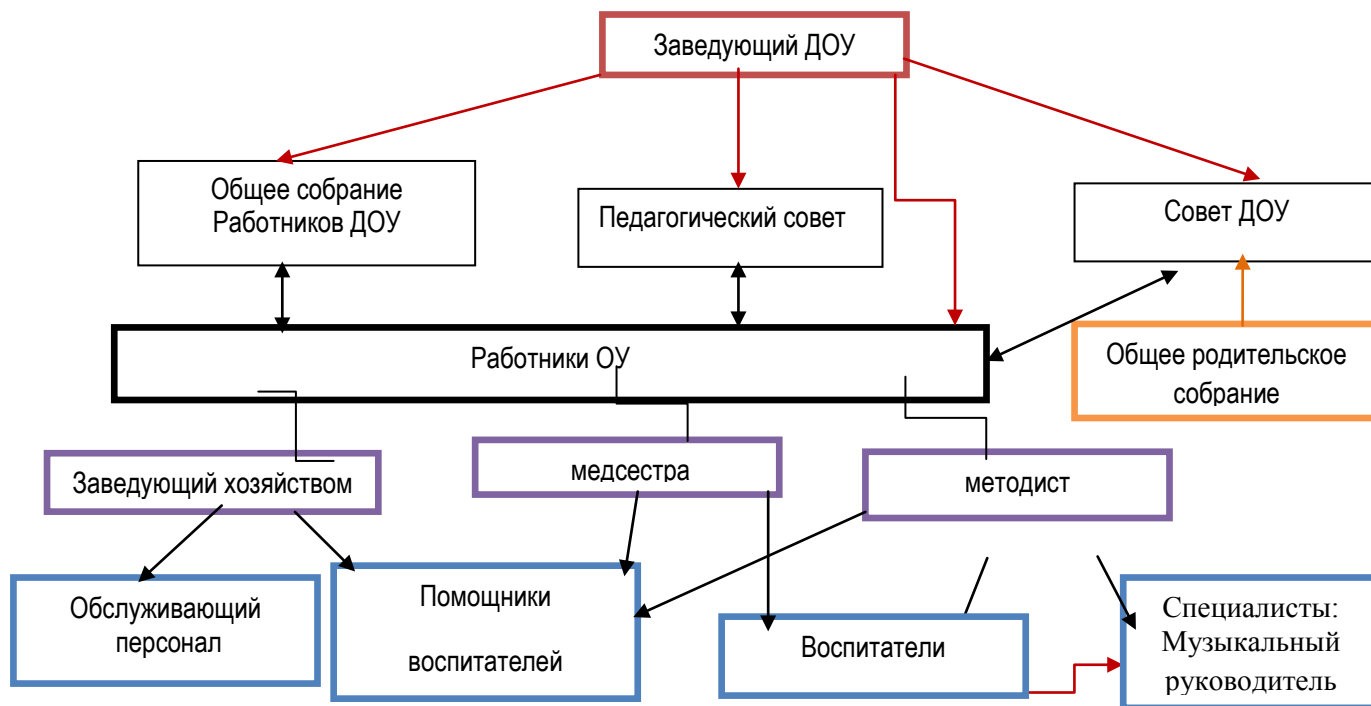 Заведующий ДОУ
Общее собрание
Работников ДОУ
Педагогический совет
Совет ДОУ
Работники ОУ
Общее родительское
собрание
Заведующий хозяйством
медсестра
методист
Обслуживающий
персонал
Помощники
воспитателей
Воспитатели
Специалисты:
Музыкальный
руководитель